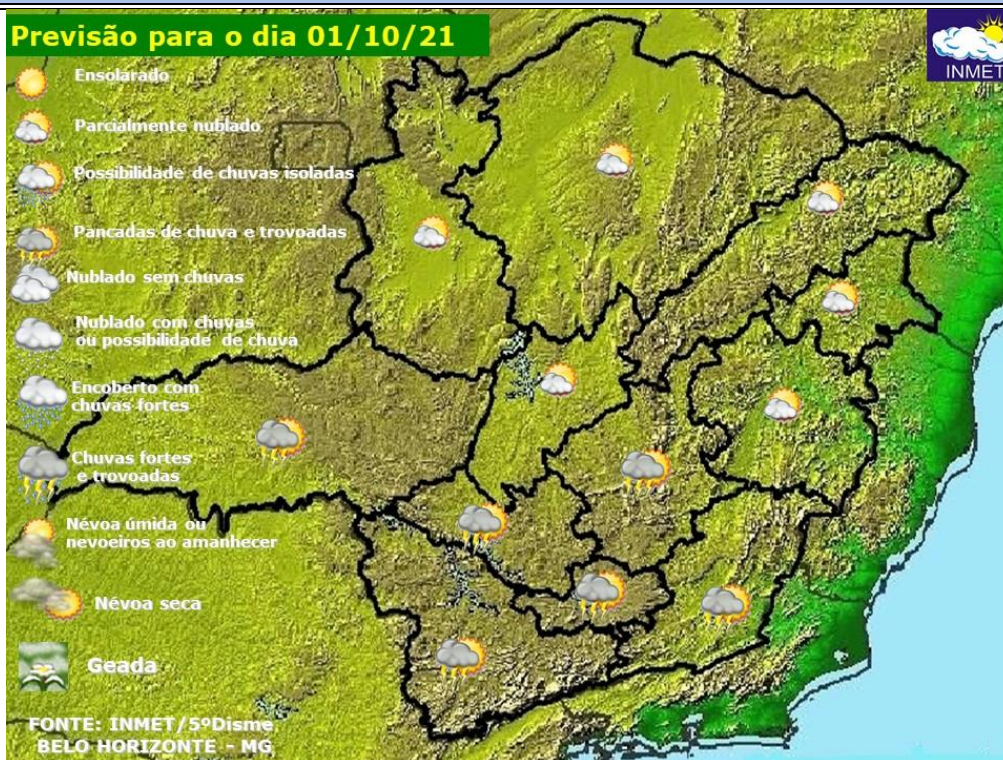 Previsão para o dia 01/10/21
INMET
Ensolarado
Parcialmente nublado
Possibilidade de chuvas isoladas
Pancadas de chuva e trovoadas
Nublado sem chuvas
Nublado com chuvas
ou possibilidade de chuva
Encoberto com
chuvas fortes
Chuvas fortes
e trovoadas
Névoa úmida ou
nevoeiros ao amanhecer
Névoa seca
Geada
FONTE: INMET/5ºDisme
BELO HORIZONTE - MG